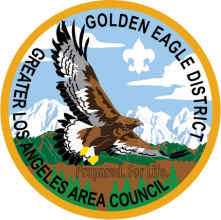 GOLDEN EAGLE DISTRICT
Prepared. For Life.
GREATER LOS ANGELES AREA COUNCIL